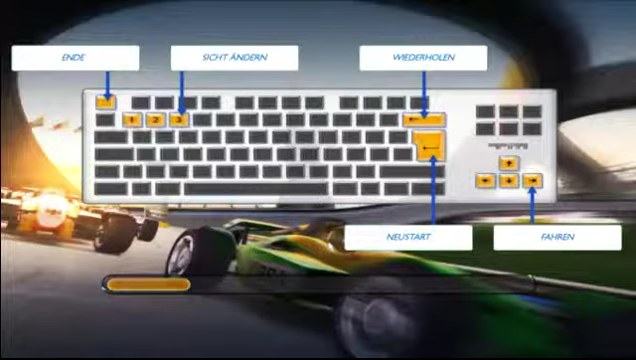 ENDE
SICHT ÄNDERN
WIEDERHOLEN
1 2 3
NEUSTART
FAHREN